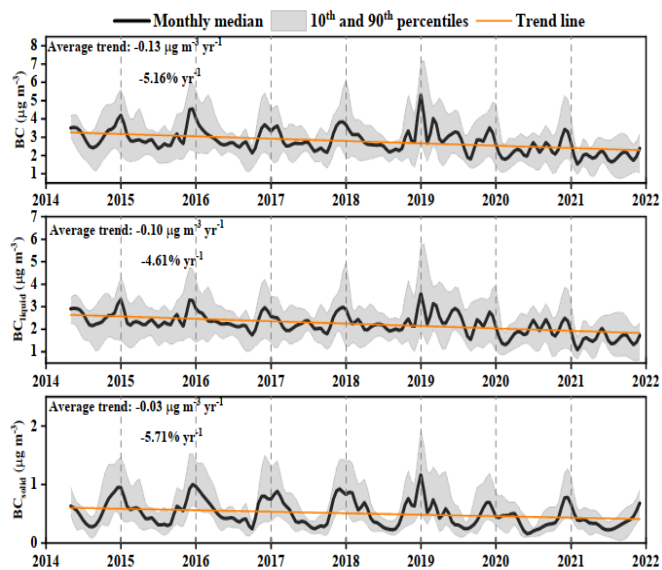 Monthly median 10th and 90th percentiles Trend line
Average trend: -0.13 μg m-3 yr-1
-5.16% yr-1
BC (μg m-3)
8
7
6
5
4
3
2
1
2014 2015 2016 2017 2018 2019 2020 2021 2022
Average trend: -0.10 μg m-3 yr-1
-4.61% yr-1
BCliquid (μg m-3)
7
6
5
4
3
2
1
2014 2015 2016 2017 2018 2019 2020 2021 2022
Average trend: -0.03 μg m-3 yr-1
-5.71% yr-1
BCsolid (μg m-3)
2
1
0
2014 2015 2016 2017 2018 2019 2020 2021 2022